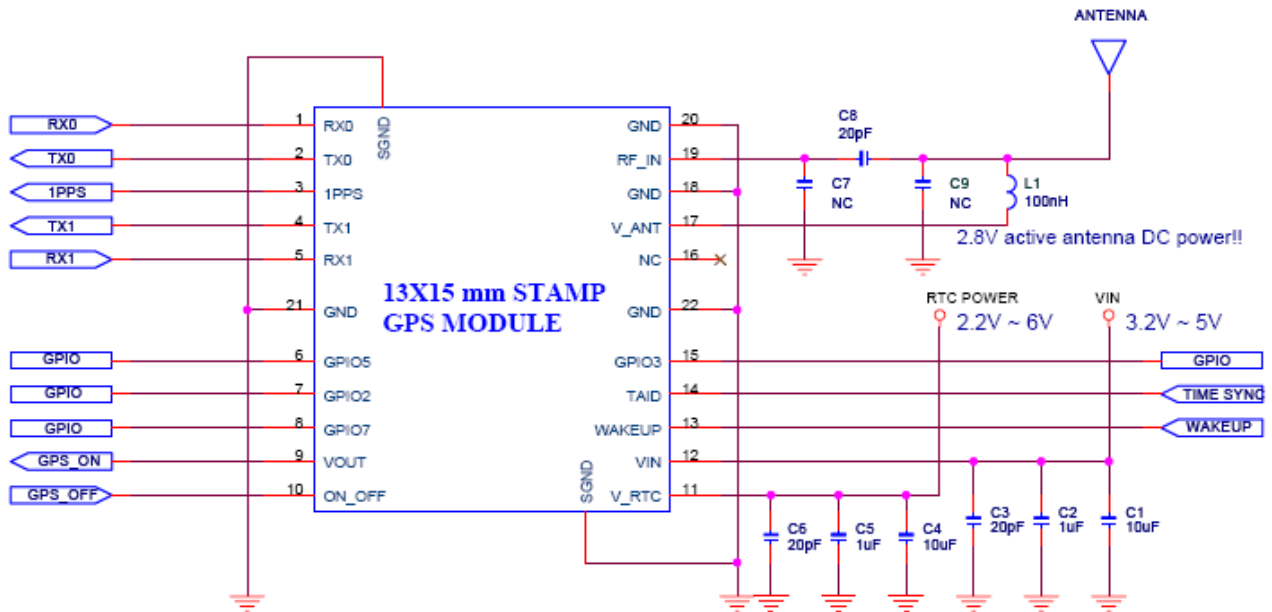 ANTENNA
RX0
TX0
1PPS
TX1
RX1
GPIO
GPIO
GPIO
GPS_ON
GPS_OFF
1
2
3
4
5
21
6
7
8
9
10
RX0
TX0
1PPS
TX1
RX1
GND
GPIO5
GPIO2
GPIO7
VOUT
ON_OFF
SGND
13X15 mm STAMP
GPS MODULE
SGND
GND
RF_IN
GND
V_ANT
NC
GND
GPIO3
TAID
WAKEUP
VIN
V_RTC
20
19
18
17
16
22
15
14
13
12
11
C8
20pF
C7
NC
C9
NC
L1
100nH
2.8V active antenna DC power!!
RTC POWER
2.2V ~ 6V
VIN
3.2V ~ 5V
GPIO
TIME SYNC
WAKEUP
C6
20pF
C5
1uF
C4
10uF
C3
20pF
C2
1uF
C1
10uF